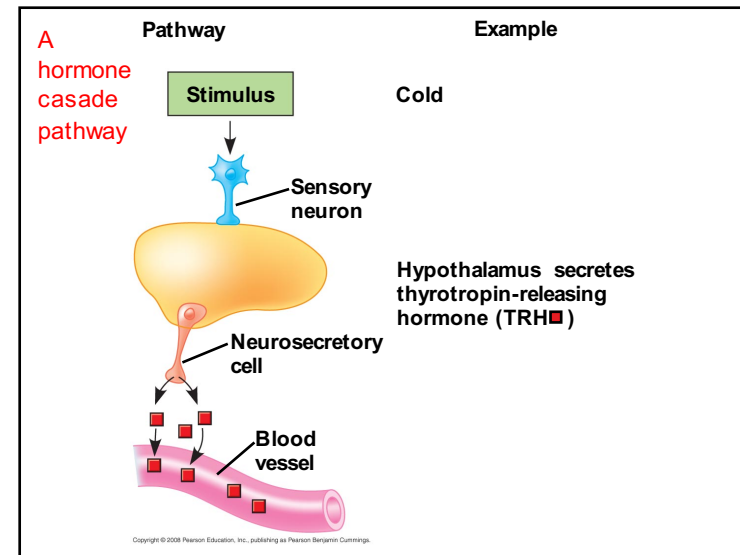 A
hormone
casade
pathway
Pathway
Example
Stimulus
Cold
Sensory
neuron
Hypothalamus secretes
thyrotropin-releasing
hormone (TRH )
Neurosecretory
cell
Blood
vessel
Copyright © 2008 Pearson Education, Inc., publishing as Pearson Benjamin Cummings.